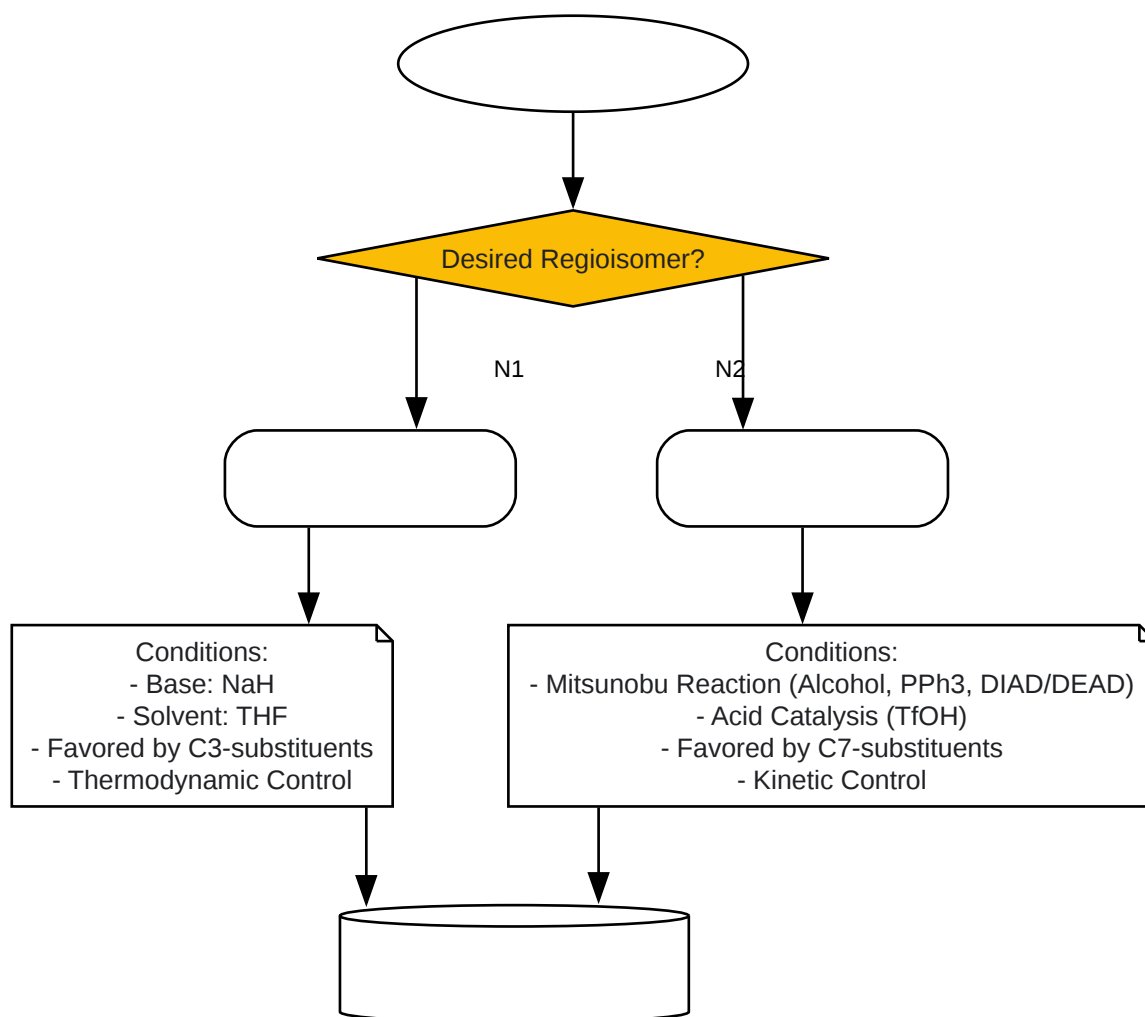 Desired Regioisomer?
N1
N2
Conditions:
- Base: NaH
- Solvent: THF
- Favored by C3-substituents
- Thermodynamic Control
Conditions:
- Mitsunobu Reaction (Alcohol, PPh3, DIAD/DEAD)
- Acid Catalysis (TfOH)
- Favored by C7-substituents
- Kinetic Control